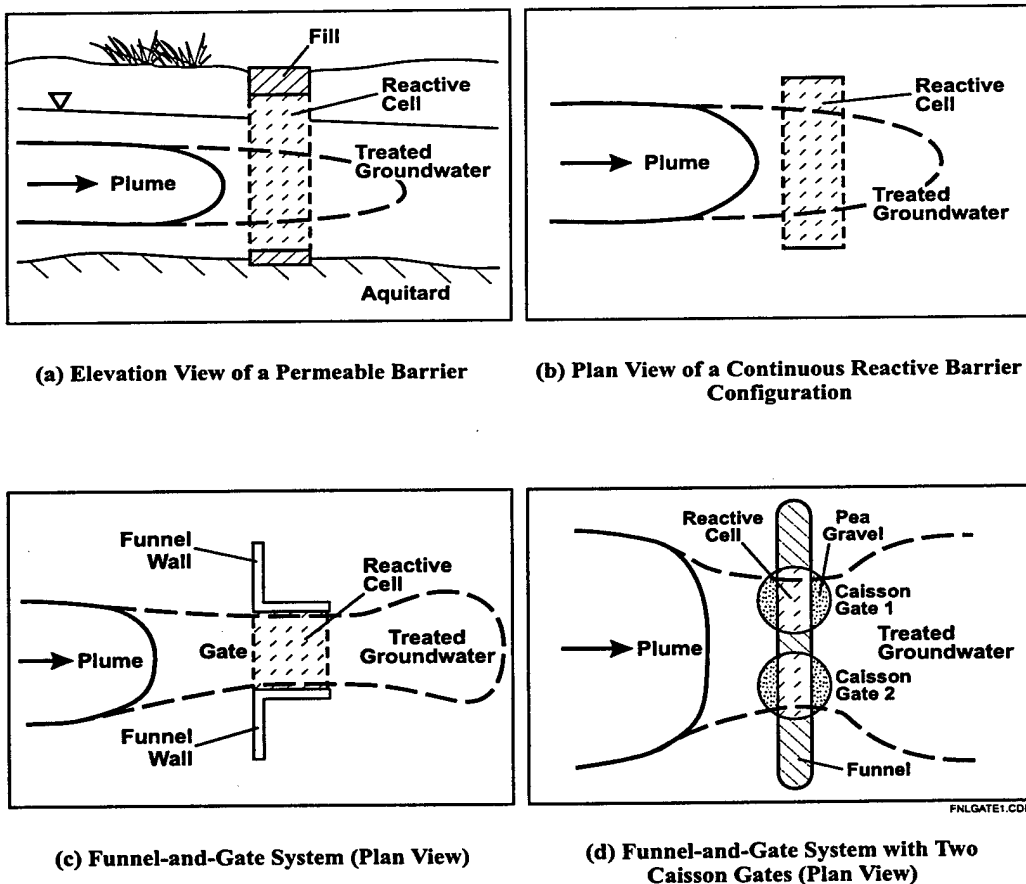 Fill
Reactive
Cell
Treated
Groundwater
Plume
Aquitard
(a) Elevation View of a Permeable Barrier
Reactive
Cell
Plume
Treated
Groundwater
(b) Plan View of a Continuous Reactive Barrier
Configuration
Funnel
Wall
Reactive
Cell
Plume
Gate
Treated
Groundwater
Funnel
Wall
(c) Funnel-and-Gate System (Plan View)
Reactive
Cell
Pea
Gravel
Caisson
Gate 1
Plume
Treated
Groundwater
Caisson
Gate 2
Funnel
FNLGATE1.CDR
(d) Funnel-and-Gate System with Two
Caisson Gates (Plan View)